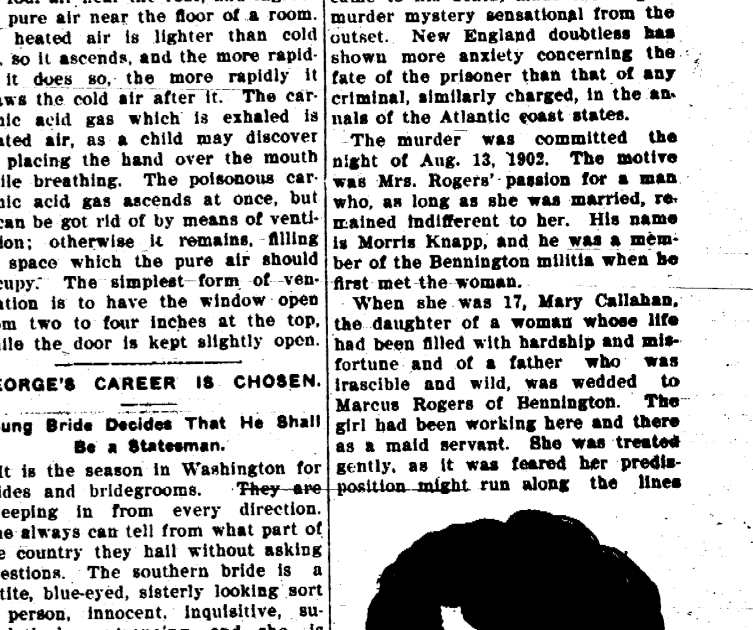 pure air near the floor of a room.
heated air is lighter than cold
so it ascends, and the more rapid-
it does so, the more rapidly it
aws the cold air after it. The car-
nic acid gas which is exhaled is
ated air, as a child may discover
placing the hand over the mouth
ile breathing. The poisonous car-
nic acid gas ascends at once, but
can be got rid of by means of venti-
ion; otherwise it remains, filling
space which the pure air should
cupy. The simplest form of ven-
ation is to have the window open
om two to four inches at the top,
ile the door is kept slightly open.
EORGE'S CAREER IS CHOSEN.
ung Bride Decides That He Shall
Be a Statesman.
It is the season in Washington for
ides and bridegrooms. They are
eeping in from every direction.
ne always can tell from what part of
e country they hail without asking
estions. The southern bride is a
tite, blue-eyed, sisterly looking sort
person, innocent, inquisitive, su-
and she is
murder mystery sensational from the
outset. New England doubtless has
shown more anxiety concerning the
fate of the prisoner than that of any
criminal, similarly charged, in the an-
nals of the Atlantic coast states.
The murder was committed the
night of Aug. 13, 1902. The motive
was Mrs. Rogers' passion for a man
who, as long as she was married, re-
mained indifferent to her. His name
is Morris Knapp, and he was a mem-
ber of the Bennington militia when he
first met the woman.
When she was 17, Mary Callahan,
the daughter of a woman whose life
had been filled with hardship and mis-
fortune and of a father who was
irascible and wild, was wedded to
Marcus Rogers of Bennington. The
girl had been working here and there
as a maid servant. She was treated
gently, as it was feared her predis-
position might run along the lines